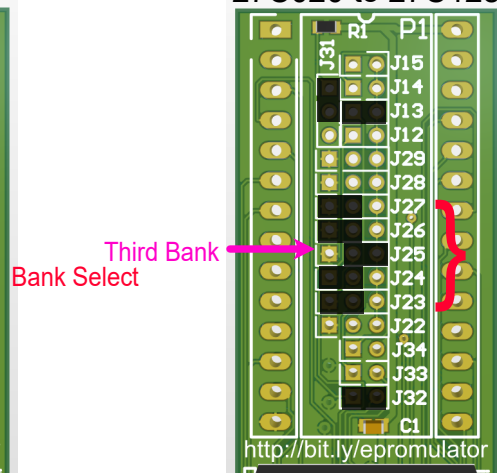 R1
P1
J31
J15
J14
J13
J12
J29
J28
J27
J26
Third Bank
J25
Bank Select
J24
J23
J22
J34
J33
J32
C1
http://bit.ly/epromulator